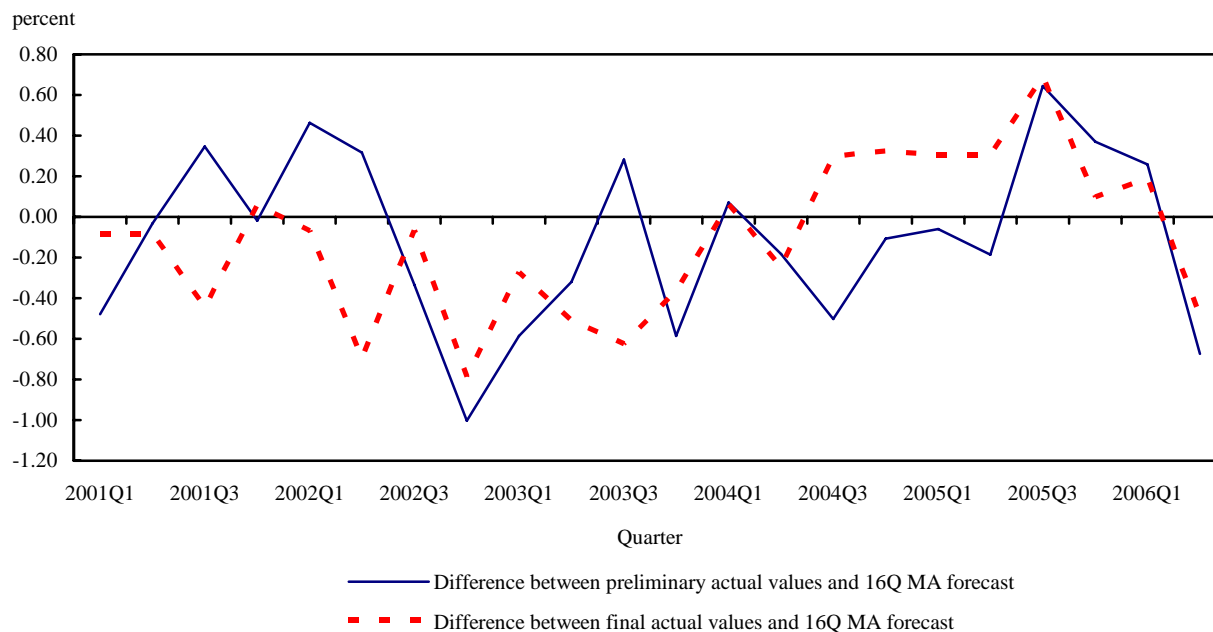 percent
0.80
0.60
0.40
0.20
0.00
-0.20
-0.40
-0.60
-0.80
-1.00
-1.20
2001Q1 2001Q3 2002Q1 2002Q3 2003Q1 2003Q3 2004Q1 2004Q3 2005Q1 2005Q3 2006Q1
Quarter
Difference between preliminary actual values and 16Q MA forecast
Difference between final actual values and 16Q MA forecast